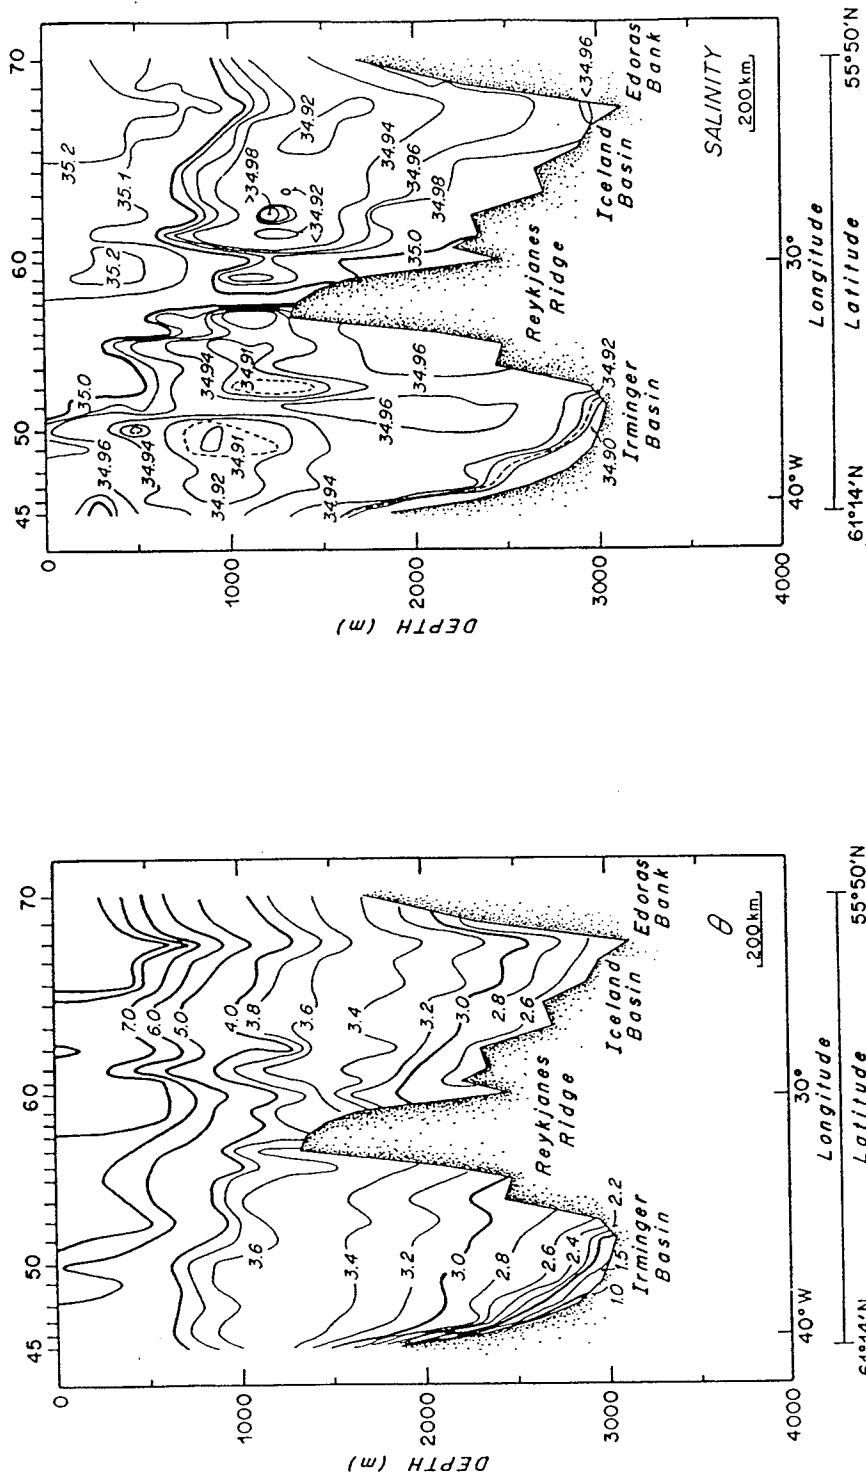 45
50
60
70
0
1000
2000
3000
4000
DEPTH (m)
7.0
6.0
5.0
4.0
3.8
3.6
3.6
3.4
3.4
3.2
3.2
3.0
3.0
2.8
2.8
2.6
2.6
2.4
2.2
1.5
1.0
Irminger
Basin
Reykjanes
Ridge
Iceland
Basin
Edoras
Bank
θ
200 km
40°W
30°
Longitude
Latitude
61°14'N
55°50'N
45
50
60
70
0
1000
2000
3000
4000
DEPTH (m)
35.2
35.1
35.2
35.0
34.96
34.94
34.94
34.91
34.91
34.92
34.94
34.96
34.96
>34.98
<34.92
34.92
34.94
34.96
34.98
35.0
34.90
34.92
<34.96
Irminger
Basin
Reykjanes
Ridge
Iceland
Basin
Edoras
Bank
SALINITY
200 km
40°W
30°
Longitude
Latitude
61°14'N
55°50'N